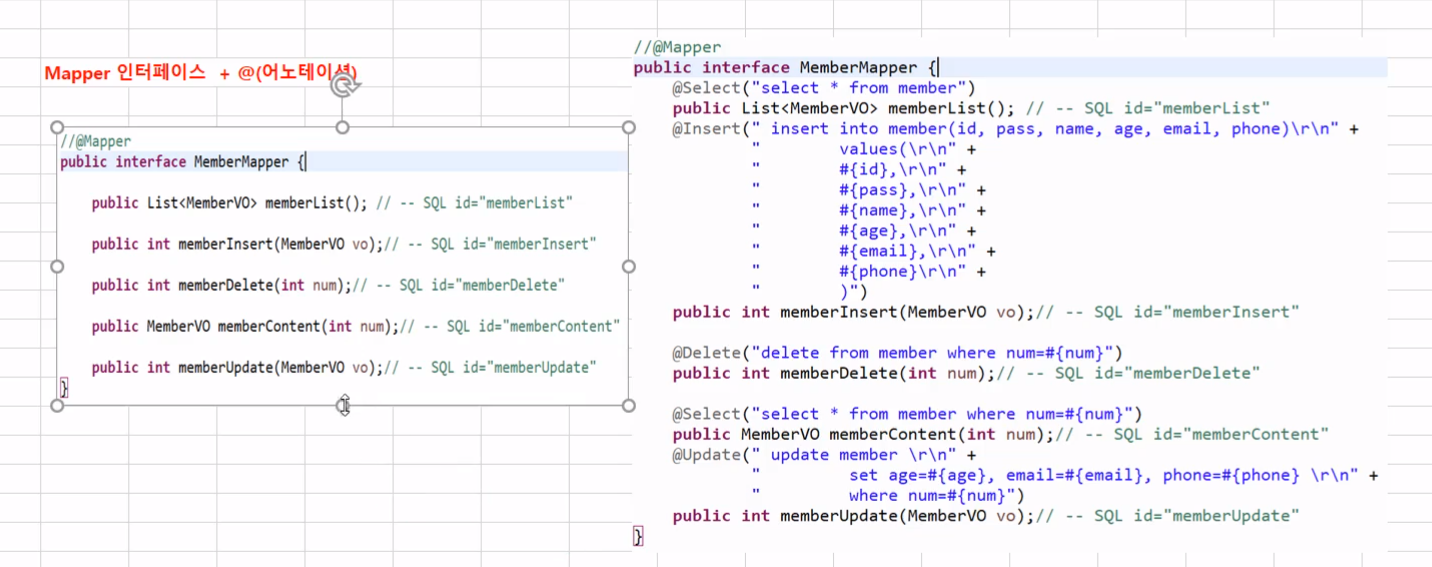 Mapper 인터페이스 + @(어노테이션)
//@Mapper
public interface MemberMapper {
public List<MemberVO> memberList(); // -- SQL id="memberList"
public int memberInsert(MemberVO vo);// -- SQL id="memberInsert"
public int memberDelete(int num);// -- SQL id="memberDelete"
public MemberVO memberContent(int num);// -- SQL id="memberContent"
public int memberUpdate(MemberVO vo);// -- SQL id="memberUpdate"
}
//@Mapper
public interface MemberMapper {
@Select("select * from member")
public List<MemberVO> memberList(); // -- SQL id="memberList"
@Insert(" insert into member(id, pass, name, age, email, phone)\r\n" +
"        values(\r\n" +
"        #{id},\r\n" +
"        #{pass},\r\n" +
"        #{name},\r\n" +
"        #{age},\r\n" +
"        #{email},\r\n" +
"        #{phone}\r\n" +
"        )")
public int memberInsert(MemberVO vo);// -- SQL id="memberInsert"
@Delete("delete from member where num=#{num}")
public int memberDelete(int num);// -- SQL id="memberDelete"
@Select("select * from member where num=#{num}")
public MemberVO memberContent(int num);// -- SQL id="memberContent"
@Update(" update member \r\n" +
"         set age=#{age}, email=#{email}, phone=#{phone} \r\n" +
"         where num=#{num}")
public int memberUpdate(MemberVO vo);// -- SQL id="memberUpdate"
}